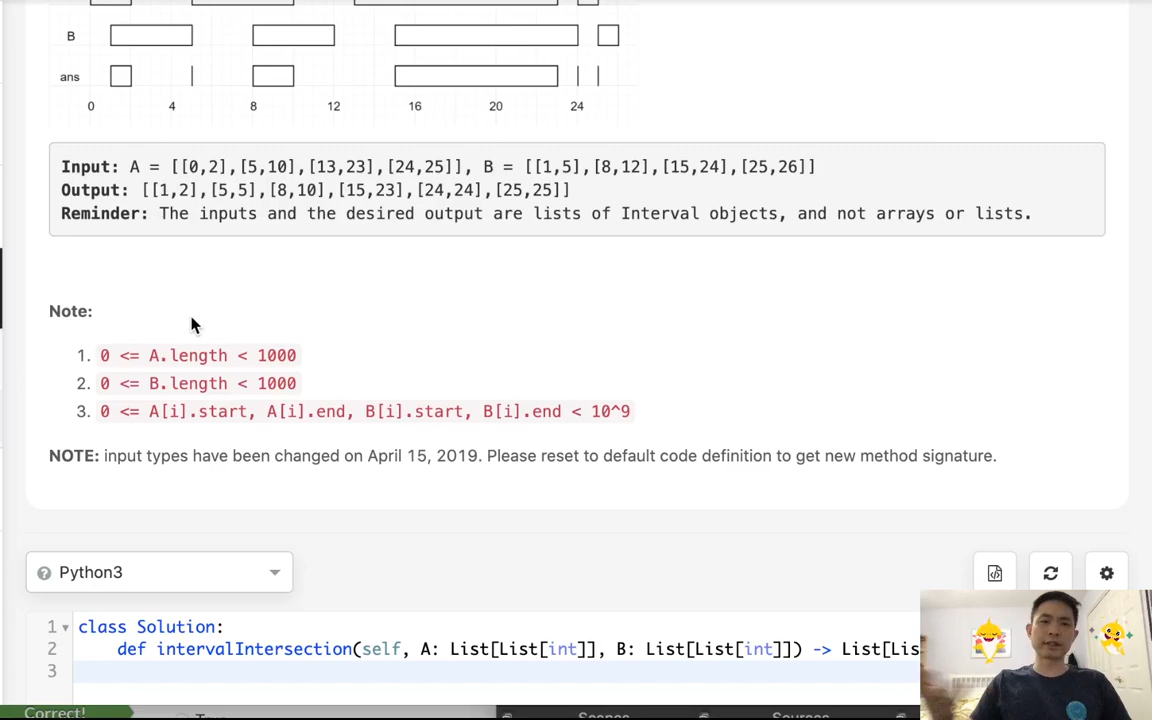 B
ans
0 4 8 12 16 20 24
Input: A = [[0,2],[5,10],[13,23],[24,25]], B = [[1,5],[8,12],[15,24],[25,26]]
Output: [[1,2],[5,5],[8,10],[15,23],[24,24],[25,25]]
Reminder: The inputs and the desired output are lists of Interval objects, and not arrays or lists.
Note:
1. 0 <= A.length < 1000
2. 0 <= B.length < 1000
3. 0 <= A[i].start, A[i].end, B[i].start, B[i].end < 10^9
NOTE: input types have been changed on April 15, 2019. Please reset to default code definition to get new method signature.
Python3
1 class Solution:
2 def intervalIntersection(self, A: List[List[int]], B: List[List[int]]) -> List[Lis
3
Correct!
Scopes
Sources